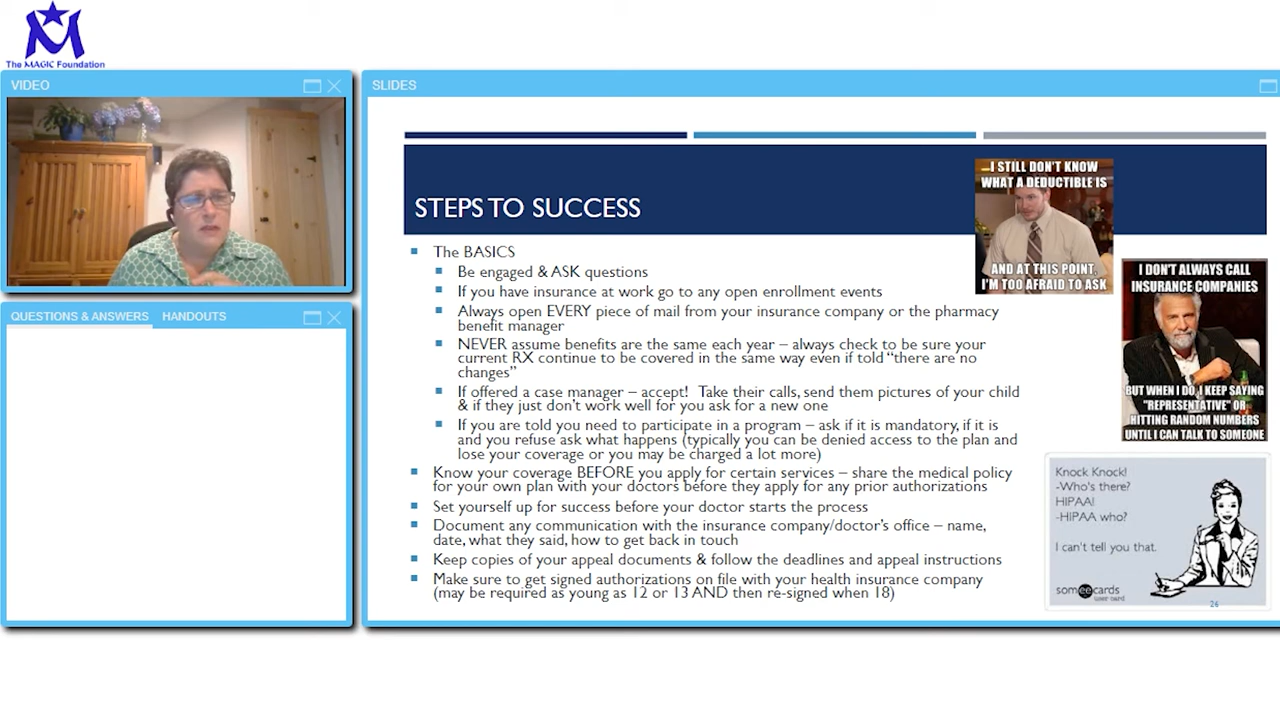 The MAGIC Foundation
VIDEO
SLIDES
QUESTIONS & ANSWERS
HANDOUTS
STEPS TO SUCCESS
The BASICS
Be engaged & ASK questions
If you have insurance at work go to any open enrollment events
Always open EVERY piece of mail from your insurance company or the pharmacy
benefit manager
NEVER assume benefits are the same each year – always check to be sure your
current RX continue to be covered in the same way even if told “there are no
changes”
If offered a case manager – accept! Take their calls, send them pictures of your child
& if they just don’t work well for you ask for a new one
If you are told you need to participate in a program – ask if it is mandatory, if it is
and you refuse ask what happens (typically you can be denied access to the plan and
lose your coverage or you may be charged a lot more)
Know your coverage BEFORE you apply for certain services – share the medical policy
for your own plan with your doctors before they apply for any prior authorizations
Set yourself up for success before your doctor starts the process
Document any communication with the insurance company/doctor’s office – name,
date, what they said, how to get back in touch
Keep copies of your appeal documents & follow the deadlines and appeal instructions
Make sure to get signed authorizations on file with your health insurance company
(may be required as young as 12 or 13 AND then re-signed when 18)
I STILL DON'T KNOW
WHAT A DEDUCTIBLE IS
AND AT THIS POINT,
I'M TOO AFRAID TO ASK
I DON'T ALWAYS CALL
INSURANCE COMPANIES
BUT WHEN I DO, I KEEP SAYING
"REPRESENTATIVE" OR
HITTING RANDOM NUMBERS
UNTIL I CAN TALK TO SOMEONE
Knock Knock!
-Who's there?
HIPAA!
-HIPAA who?
I can't tell you that.
someecards
user card
26